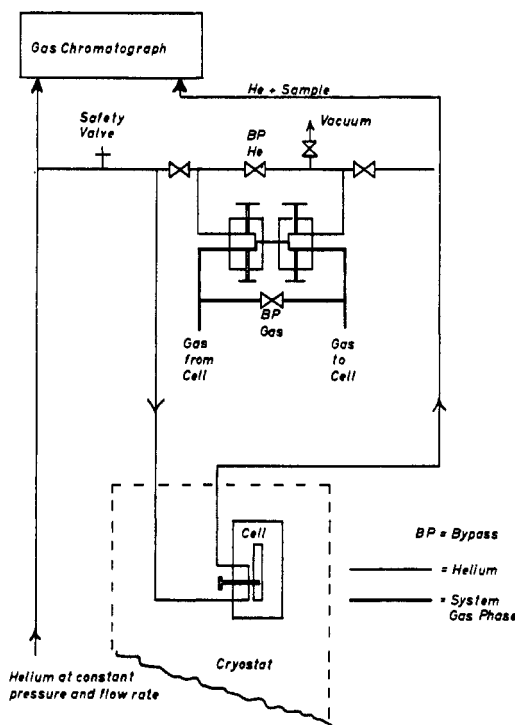 Gas Chromatograph
He + Sample
Safety
Valve
BP
He
Vacuum
BP
Gas
Gas
from
Cell
Gas
to
Cell
Cell
BP = Bypass
= Helium
= System
Gas Phase
Cryostat
Helium at constant
pressure and flow rate